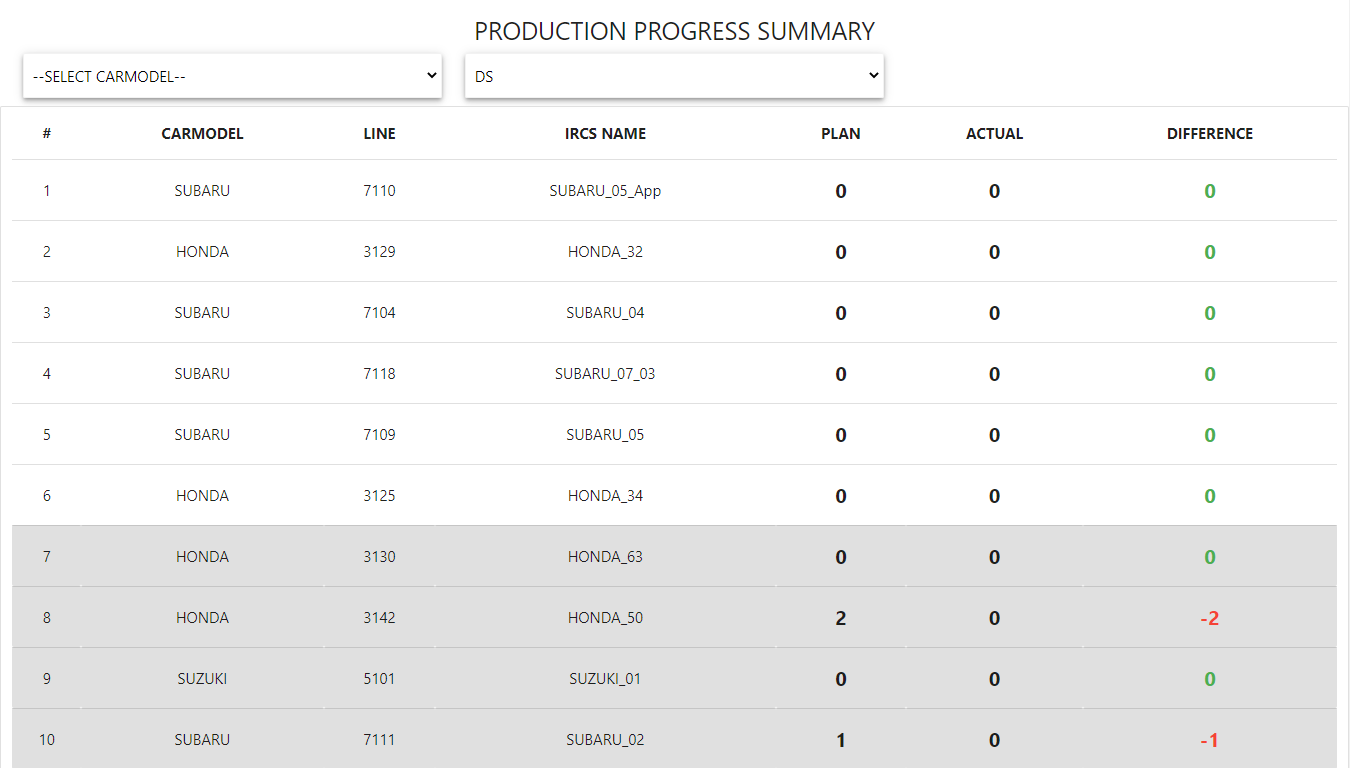 PRODUCTION PROGRESS SUMMARY
--SELECT CARMODEL-- DS
# CARMODEL LINE IRCS NAME PLAN ACTUAL DIFFERENCE
1 SUBARU 7110 SUBARU_05_App 0 0 0
2 HONDA 3129 HONDA_32 0 0 0
3 SUBARU 7104 SUBARU_04 0 0 0
4 SUBARU 7118 SUBARU_07_03 0 0 0
5 SUBARU 7109 SUBARU_05 0 0 0
6 HONDA 3125 HONDA_34 0 0 0
7 HONDA 3130 HONDA_63 0 0 0
8 HONDA 3142 HONDA_50 2 0 -2
9 SUZUKI 5101 SUZUKI_01 0 0 0
10 SUBARU 7111 SUBARU_02 1 0 -1